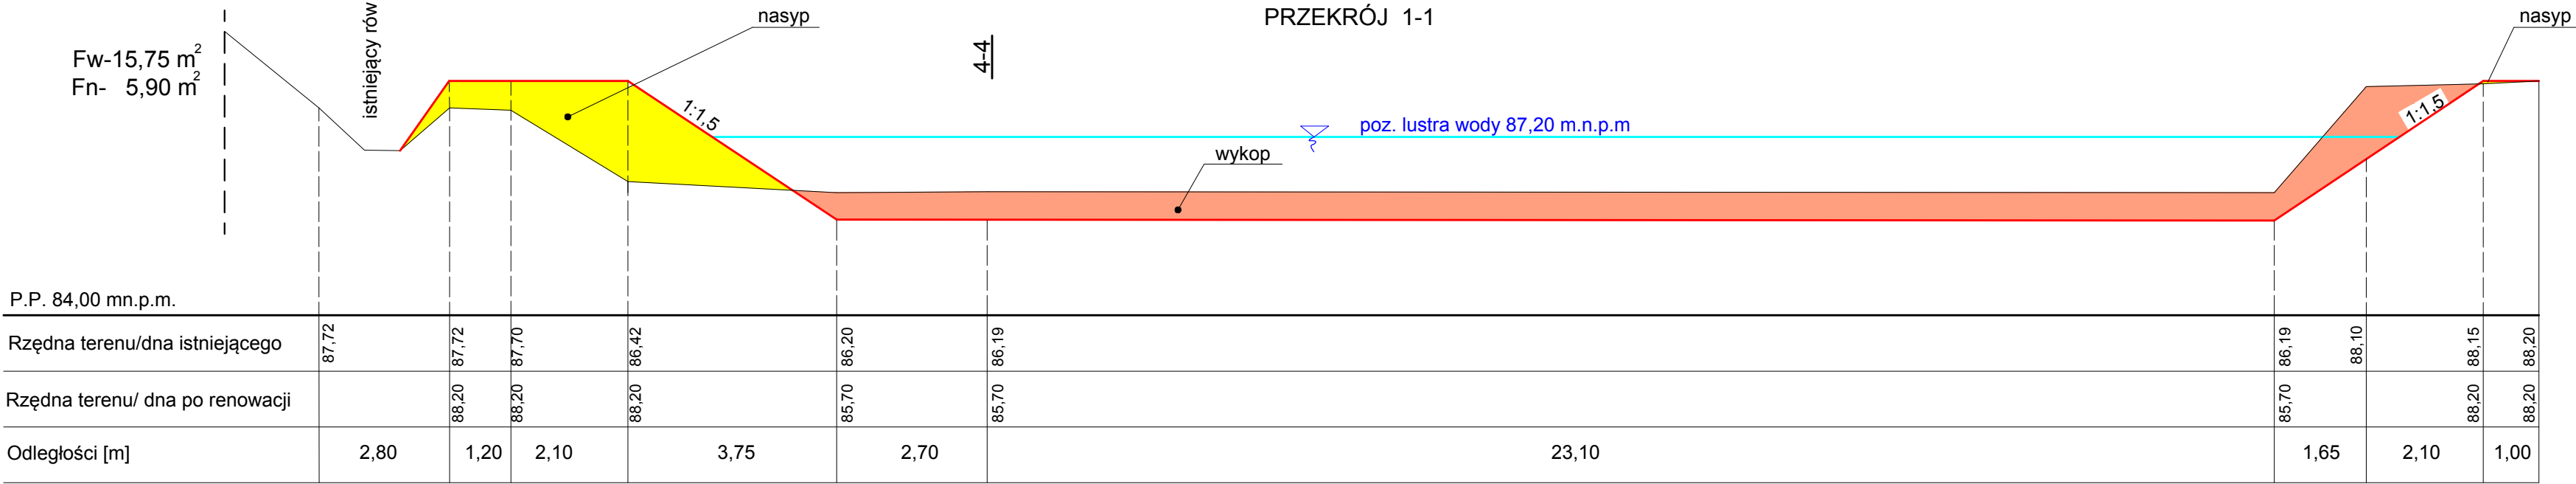 PRZEKRÓJ 1-1
nasyp
nasyp
istniejący rów
4-4
Fw-15,75 m²
Fn- 5,90 m²
1:1,5
1:1,5
poz. lustra wody 87,20 m.n.p.m
wykop
P.P. 84,00 mn.p.m.
Rzędna terenu/dna istniejącego 87,72 87,72 87,70 86,42 86,20 86,19 86,19 88,10 88,15 88,20
Rzędna terenu/ dna po renowacji 88,20 88,20 88,20 85,70 85,70 85,70 88,20 88,20
Odległości [m] 2,80 1,20 2,10 3,75 2,70 23,10 1,65 2,10 1,00